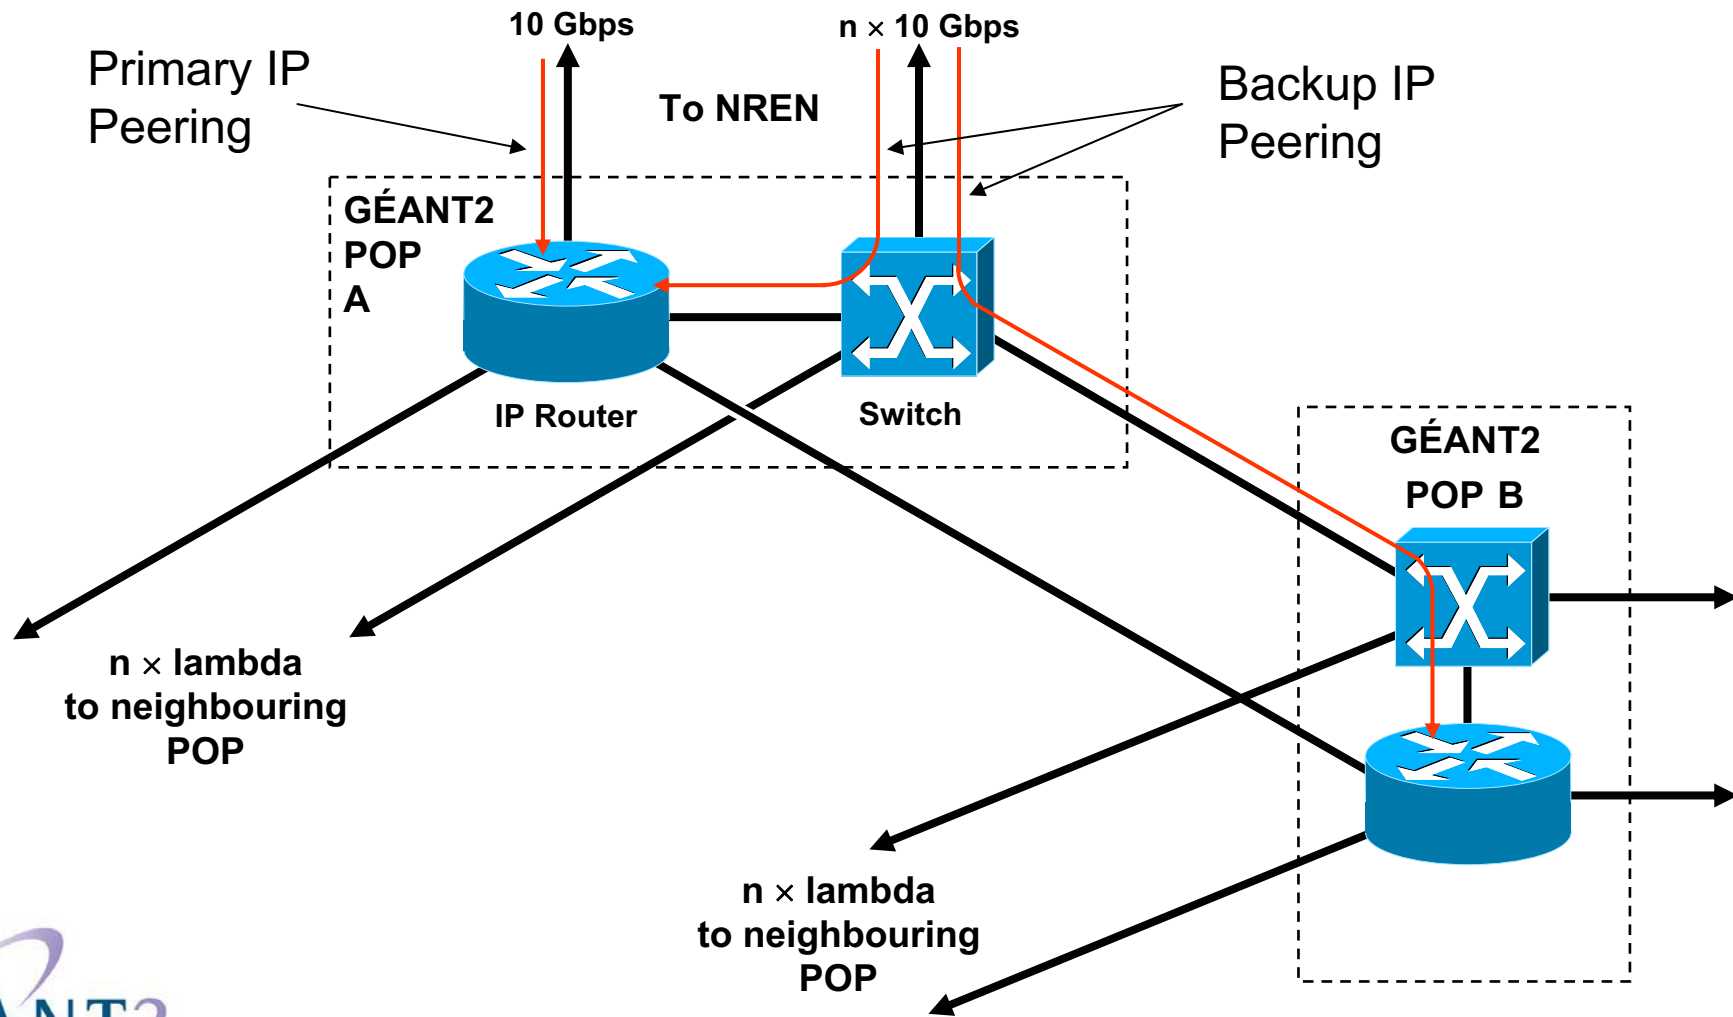 10 Gbps
n × 10 Gbps
Primary IP
Peering
To NREN
Backup IP
Peering
GÉANT2
POP
A
IP Router
Switch
GÉANT2
POP B
n × lambda
to neighbouring
POP
n × lambda
to neighbouring
POP